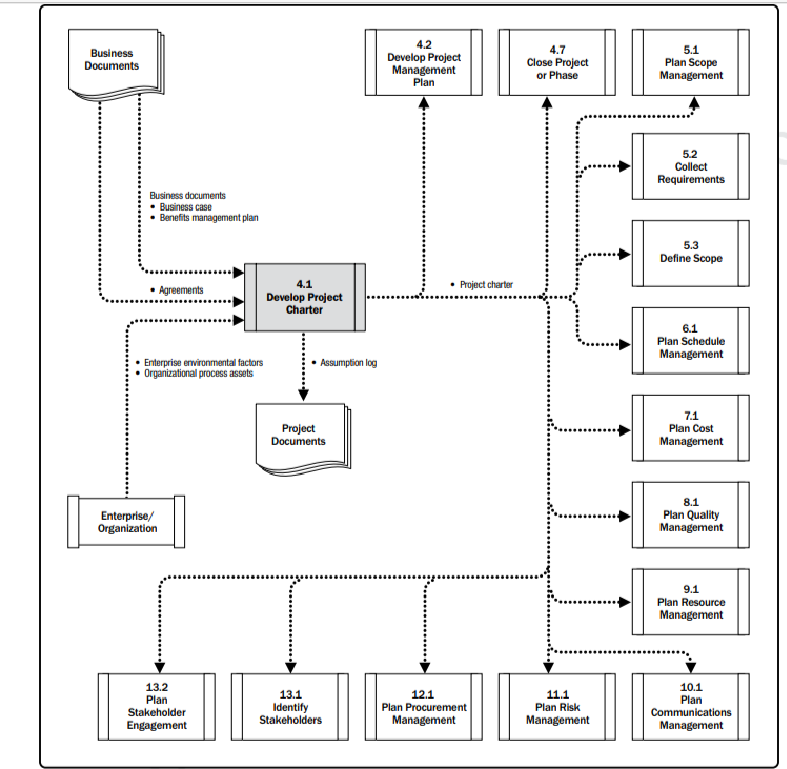 Business
Documents
4.2
Develop Project
Management
Plan
4.7
Close Project
or Phase
5.1
Plan Scope
Management
5.2
Collect
Requirements
Business documents
• Business case
• Benefits management plan
5.3
Define Scope
• Agreements
4.1
Develop Project
Charter
• Project charter
6.1
Plan Schedule
Management
• Enterprise environmental factors
• Organizational process assets
• Assumption log
Project
Documents
7.1
Plan Cost
Management
Enterprise/
Organization
8.1
Plan Quality
Management
9.1
Plan Resource
Management
13.2
Plan
Stakeholder
Engagement
13.1
Identify
Stakeholders
12.1
Plan Procurement
Management
11.1
Plan Risk
Management
10.1
Plan
Communications
Management